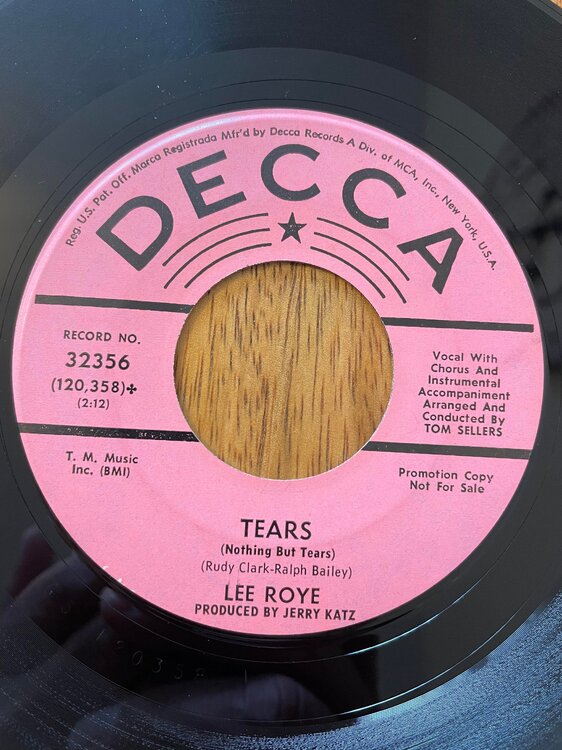 Reg. U.S. Pat. Off. Marca Registrada Mfr'd by Decca Records A Div. of MCA, Inc., New York, U.S.A.
DECCA
RECORD NO.
32356
(120,358)✤
(2:12)
Vocal With
Chorus And
Instrumental
Accompaniment
Arranged And
Conducted By
TOM SELLERS
T. M. Music
Inc. (BMI)
Promotion Copy
Not For Sale
TEARS
(Nothing But Tears)
(Rudy Clark-Ralph Bailey)
LEE ROYE
PRODUCED BY JERRY KATZ